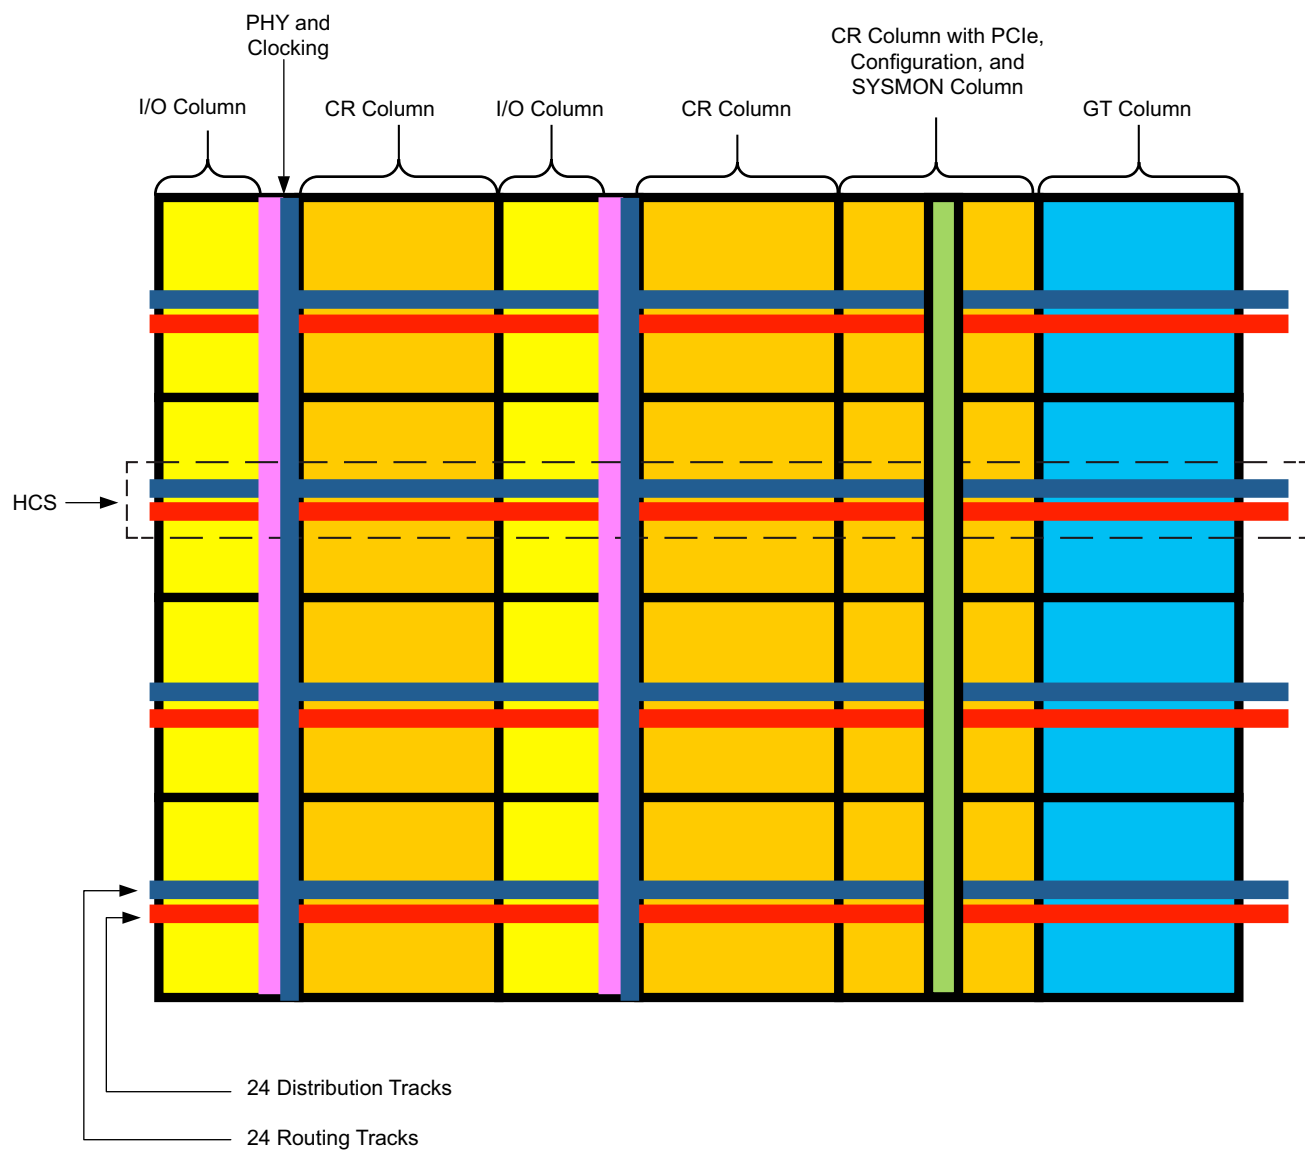 PHY and
Clocking
CR Column with PCIe,
Configuration, and
SYSMON Column
I/O Column
CR Column
I/O Column
CR Column
GT Column
HCS
24 Distribution Tracks
24 Routing Tracks